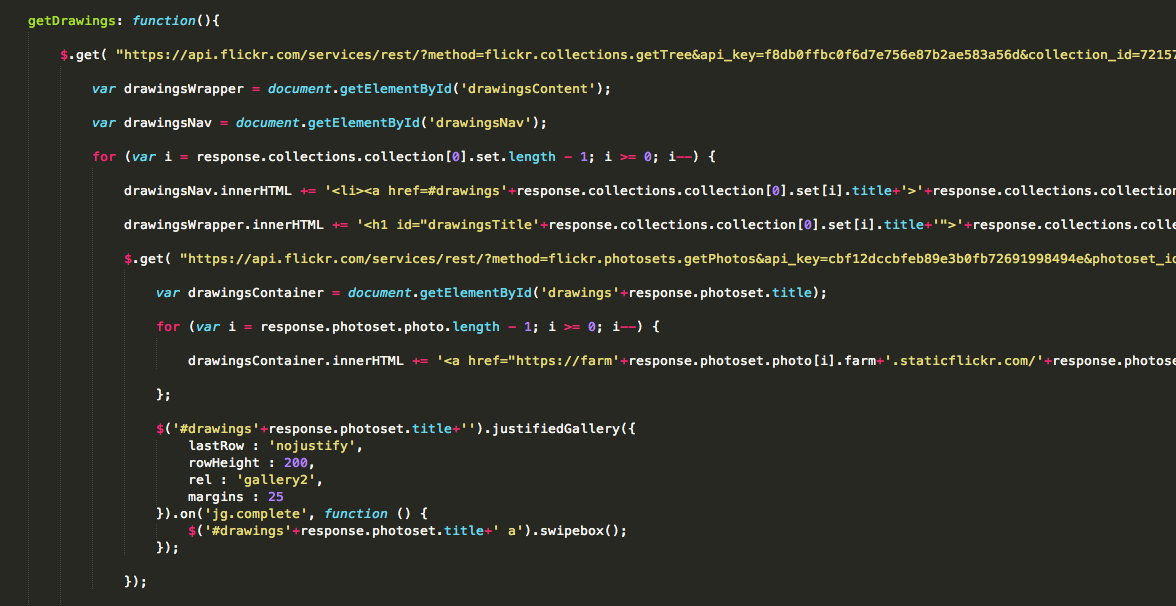 getDrawings: function(){
$.get( "https://api.flickr.com/services/rest/?method=flickr.collections.getTree&api_key=f8db0ffbc0f6d7e756e87b2ae583a56d&collection_id=72157
var drawingsWrapper = document.getElementById('drawingsContent');
var drawingsNav = document.getElementById('drawingsNav');
for (var i = response.collections.collection[0].set.length - 1; i >= 0; i--) {
drawingsNav.innerHTML += '<li><a href=#drawings'+response.collections.collection[0].set[i].title+'>'+response.collections.collection
drawingsWrapper.innerHTML += '<h1 id="drawingsTitle'+response.collections.collection[0].set[i].title+'">'+response.collections.colle
$.get( "https://api.flickr.com/services/rest/?method=flickr.photosets.getPhotos&api_key=cbf12dccbfeb89e3b0fb72691998494e&photoset_id
var drawingsContainer = document.getElementById('drawings'+response.photoset.title);
for (var i = response.photoset.photo.length - 1; i >= 0; i--) {
drawingsContainer.innerHTML += '<a href="https://farm'+response.photoset.photo[i].farm+'.staticflickr.com/'+response.photose
};
$('#drawings'+response.photoset.title+'').justifiedGallery({
lastRow : 'nojustify',
rowHeight : 200,
rel : 'gallery2',
margins : 25
}).on('jg.complete', function () {
$('#drawings'+response.photoset.title+' a').swipebox();
});
});